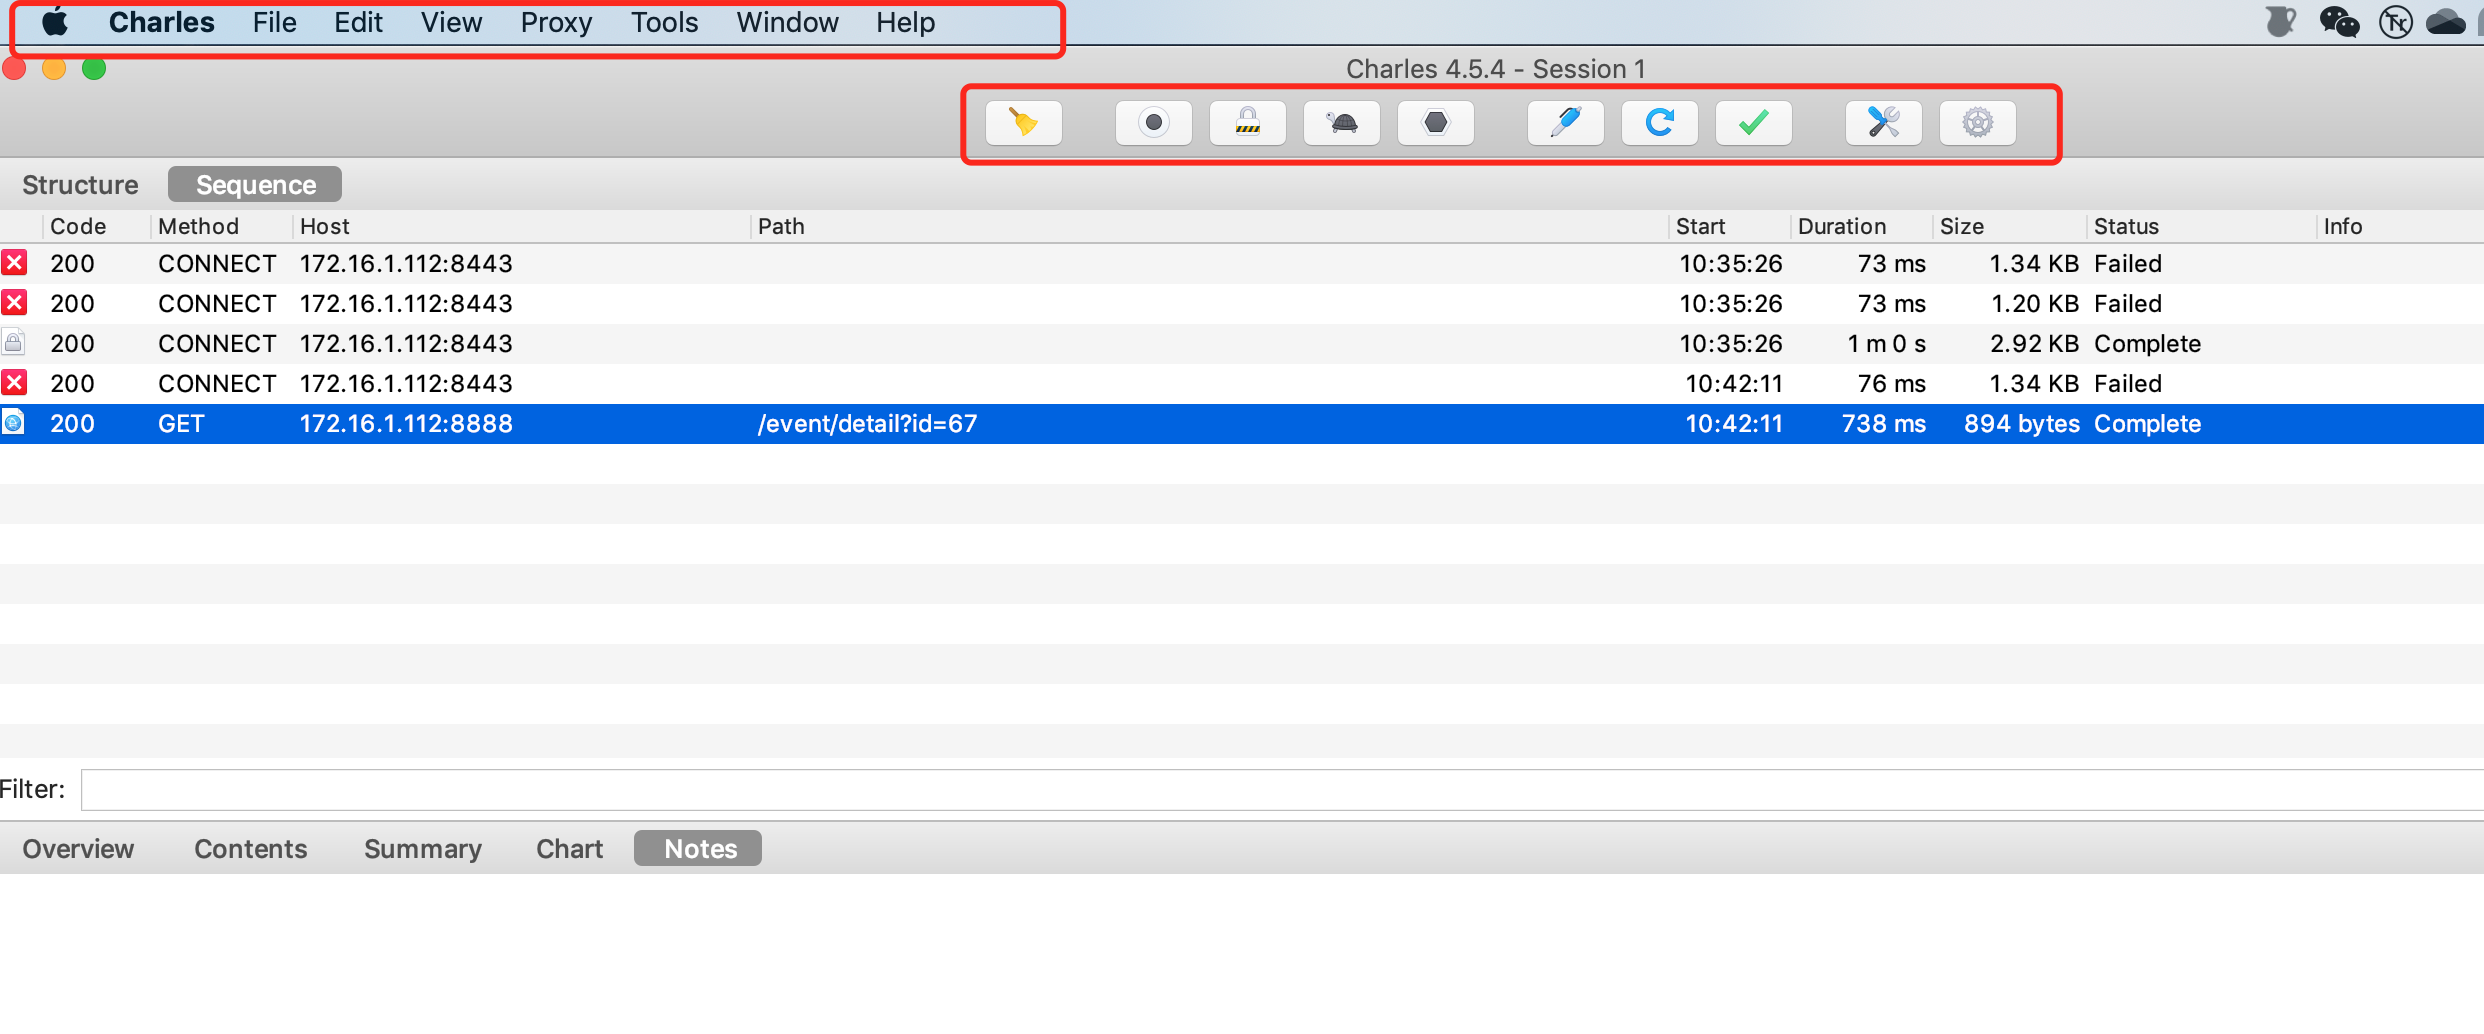 Charles File Edit View Proxy Tools Window Help
Charles 4.5.4 - Session 1
Structure Sequence
Code Method Host Path Start Duration Size Status Info
200 CONNECT 172.16.1.112:8443 10:35:26 73 ms 1.34 KB Failed
200 CONNECT 172.16.1.112:8443 10:35:26 73 ms 1.20 KB Failed
200 CONNECT 172.16.1.112:8443 10:35:26 1 m 0 s 2.92 KB Complete
200 CONNECT 172.16.1.112:8443 10:42:11 76 ms 1.34 KB Failed
200 GET 172.16.1.112:8888 /event/detail?id=67 10:42:11 738 ms 894 bytes Complete
Filter:
Overview Contents Summary Chart Notes